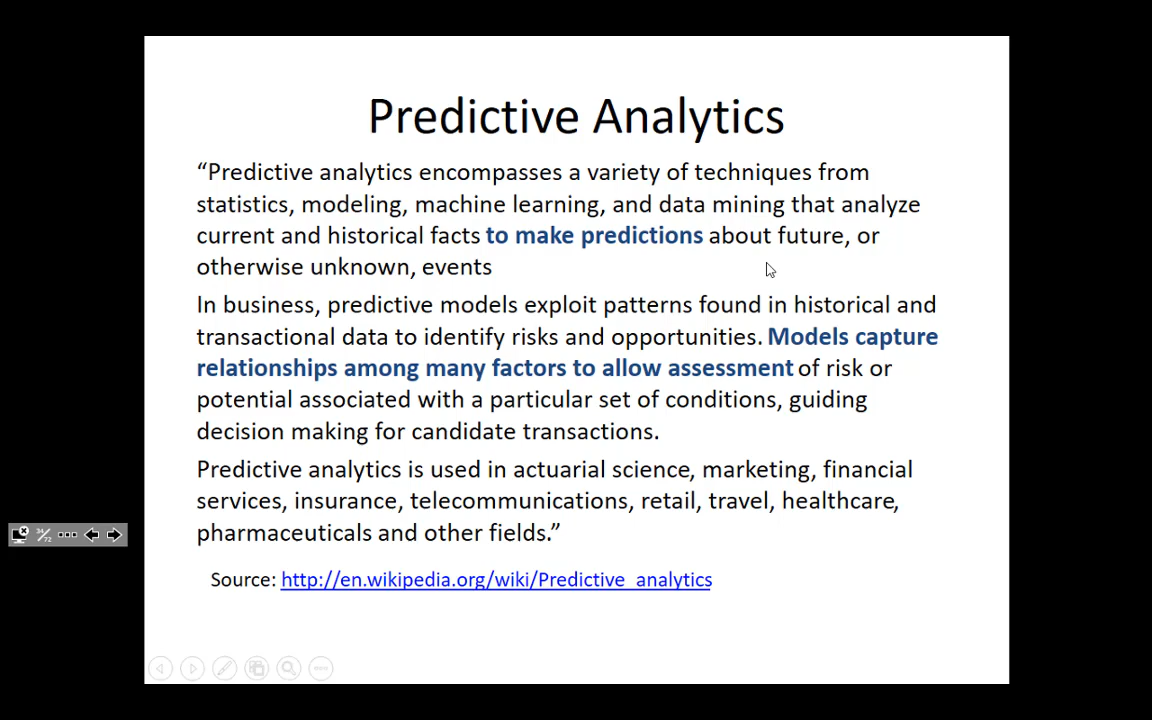 Predictive Analytics
“Predictive analytics encompasses a variety of techniques from
statistics, modeling, machine learning, and data mining that analyze
current and historical facts to make predictions about future, or
otherwise unknown, events
In business, predictive models exploit patterns found in historical and
transactional data to identify risks and opportunities. Models capture
relationships among many factors to allow assessment of risk or
potential associated with a particular set of conditions, guiding
decision making for candidate transactions.
Predictive analytics is used in actuarial science, marketing, financial
services, insurance, telecommunications, retail, travel, healthcare,
pharmaceuticals and other fields.”
34/72
Source: http://en.wikipedia.org/wiki/Predictive_analytics